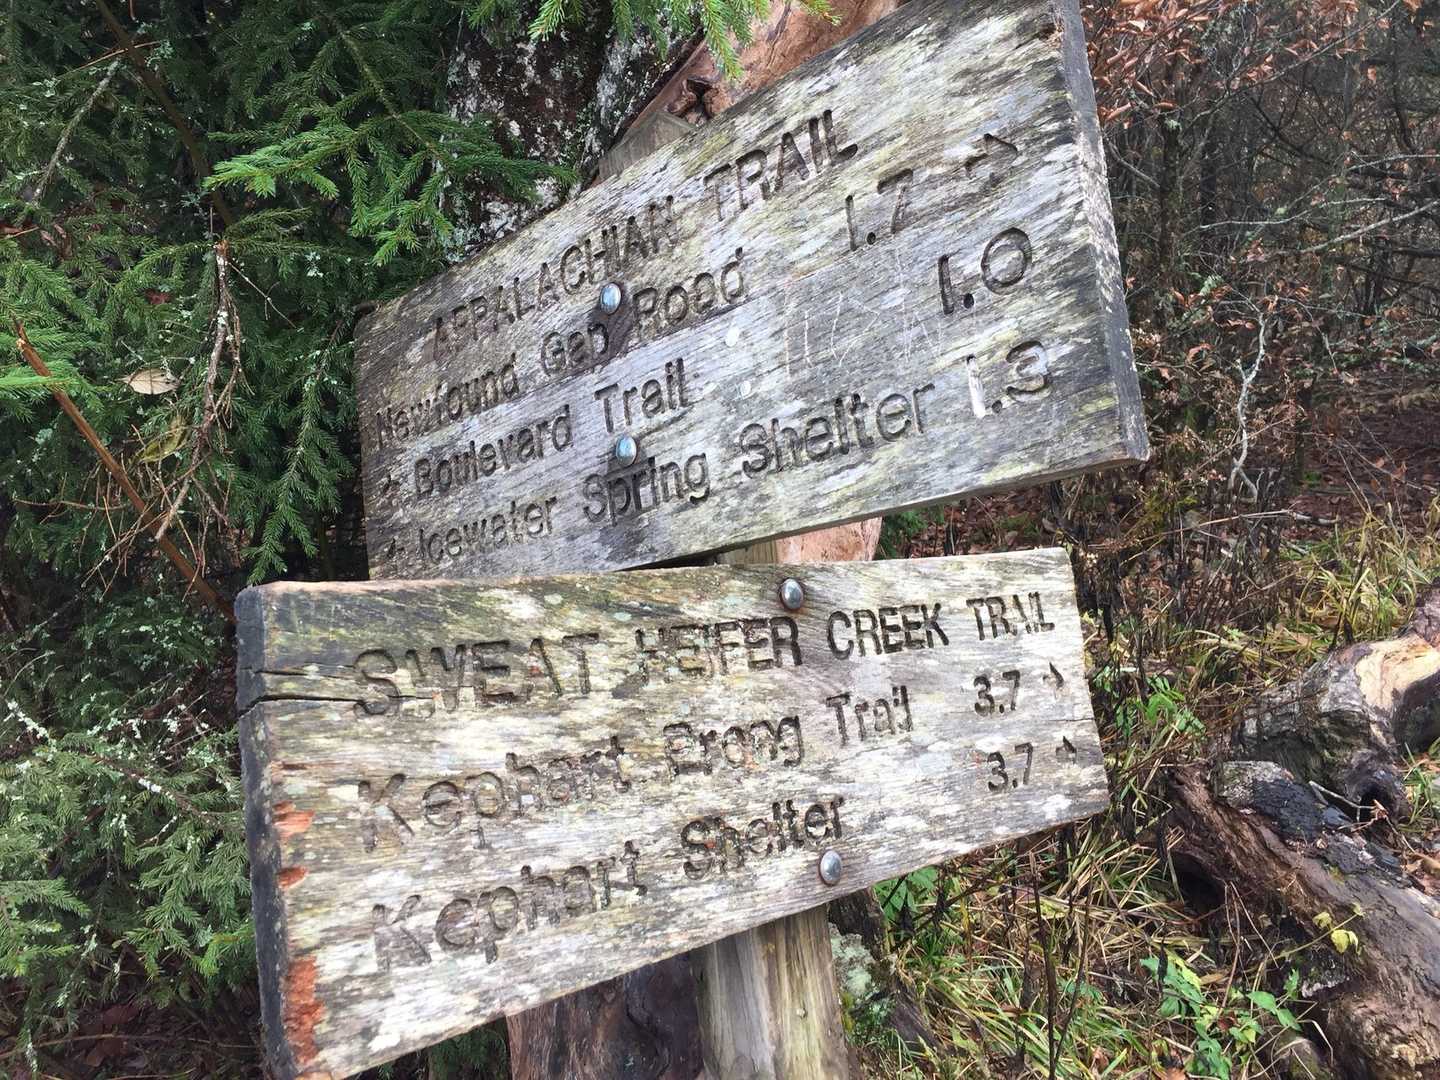 APPALACHIAN TRAIL
Newfound Gap Road 1.7 →
← Boulevard Trail 1.0
← Icewater Spring Shelter 1.3
SWEAT HEIFER CREEK TRAIL
Kephart Prong Trail 3.7 →
Kephart Shelter 3.7 →